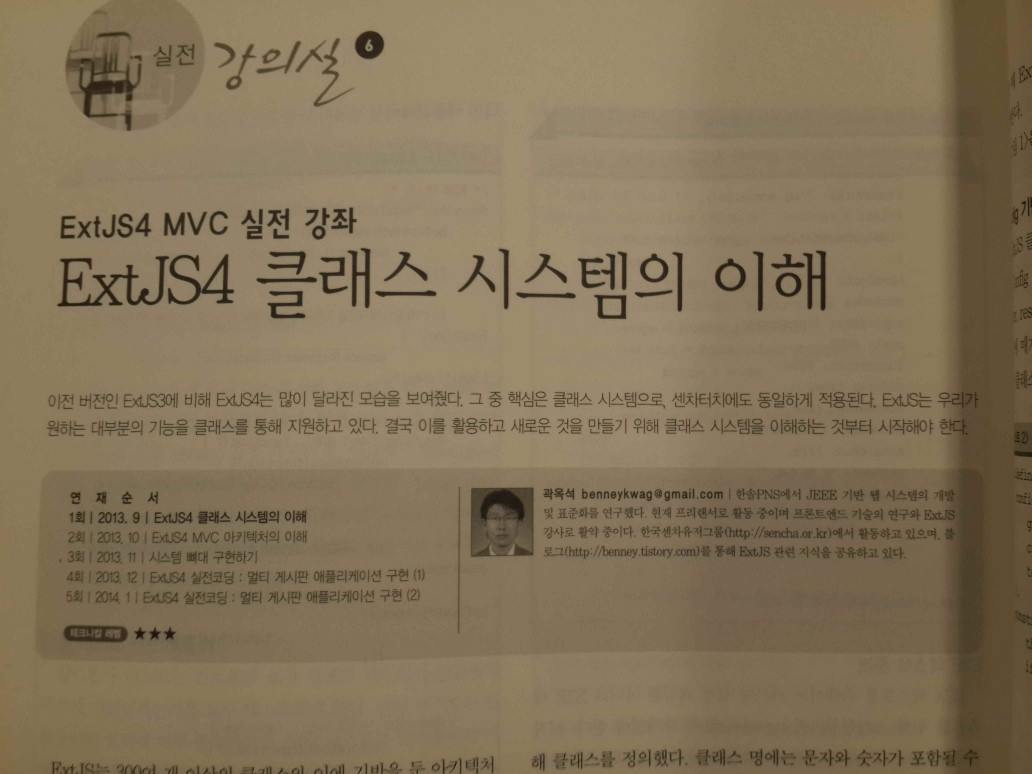 실전 강의실 6
ExtJS4 MVC 실전 강좌
ExtJS4 클래스 시스템의 이해
이전 버전인 ExtJS3에 비해 ExtJS4는 많이 달라진 모습을 보여줬다. 그 중 핵심은 클래스 시스템으로, 센차터치에도 동일하게 적용된다. ExtJS는 우리가
원하는 대부분의 기능을 클래스를 통해 지원하고 있다. 결국 이를 활용하고 새로운 것을 만들기 위해 클래스 시스템을 이해하는 것부터 시작해야 한다.
연 재 순 서
1회 | 2013. 9 | ExtJS4 클래스 시스템의 이해
2회 | 2013. 10 | ExtJS4 MVC 아키텍처의 이해
3회 | 2013. 11 | 시스템 뼈대 구현하기
4회 | 2013. 12 | ExtJS4 실전코딩 : 멀티 게시판 애플리케이션 구현 (1)
5회 | 2014. 1 | ExtJS4 실전코딩 : 멀티 게시판 애플리케이션 구현 (2)
테크니컬 레벨 ★★★
곽옥석 benneykwag@gmail.com | 한솔PNS에서 JEEE 기반 웹 시스템의 개발
및 표준화를 연구했다. 현재 프리랜서로 활동 중이며 프론트엔드 기술의 연구와 ExtJS
강사로 활약 중이다. 한국센차유저그룹(http://sencha.or.kr)에서 활동하고 있으며, 블
로그(http://benney.tistory.com)를 통해 ExtJS 관련 지식을 공유하고 있다.
ExtJS는 300여 개 이상의 클래스와 이에 기반을 둔 아키텍처
해 클래스를 정의했다. 클래스 명에는 문자와 숫자가 포함될 수